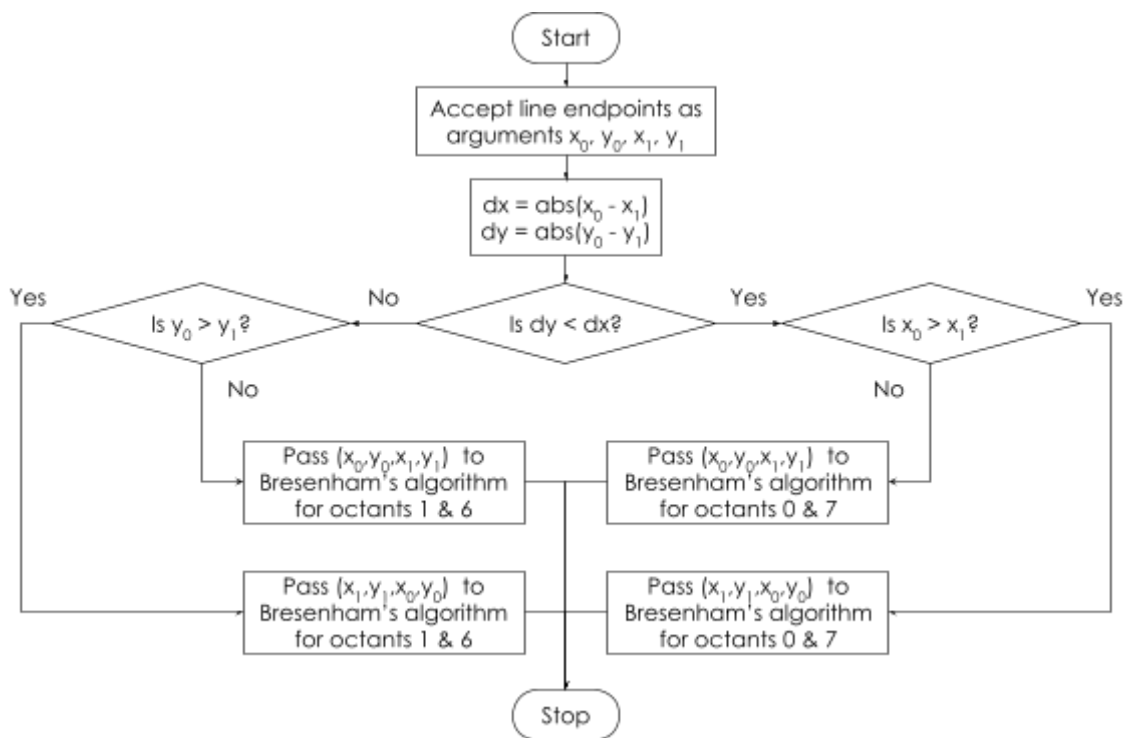 Start
Accept line endpoints as
arguments x₀, y₀, x₁, y₁
dx = abs(x₀ - x₁)
dy = abs(y₀ - y₁)
Yes
No
Yes
Yes
Is y₀ > y₁?
Is dy < dx?
Is x₀ > x₁?
No
No
Pass (x₀,y₀,x₁,y₁) to
Bresenham's algorithm
for octants 1 & 6
Pass (x₀,y₀,x₁,y₁) to
Bresenham's algorithm
for octants 0 & 7
Pass (x₁,y₁,x₀,y₀) to
Bresenham's algorithm
for octants 1 & 6
Pass (x₁,y₁,x₀,y₀) to
Bresenham's algorithm
for octants 0 & 7
Stop